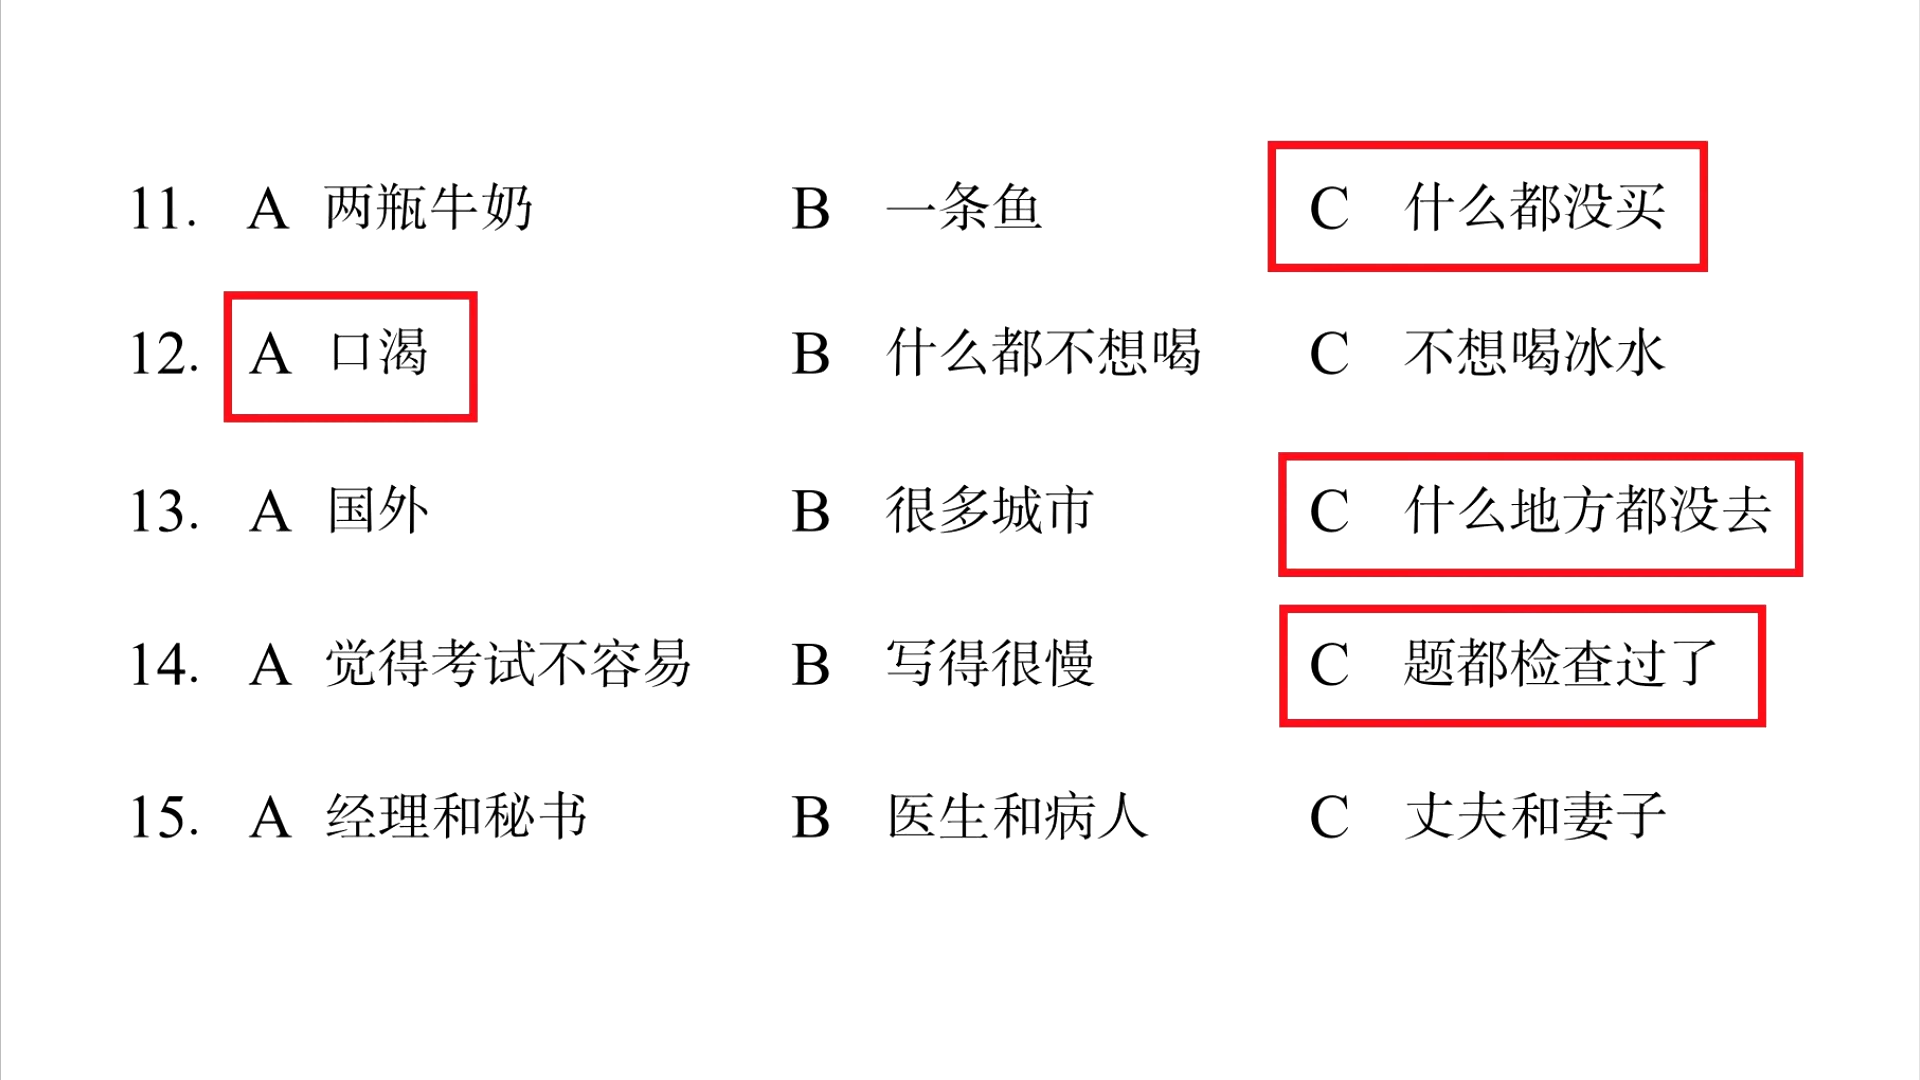 11. A 两瓶牛奶 B 一条鱼 C 什么都没买
12. A 口渴 B 什么都不想喝 C 不想喝冰水
13. A 国外 B 很多城市 C 什么地方都没去
14. A 觉得考试不容易 B 写得很慢 C 题都检查过了
15. A 经理和秘书 B 医生和病人 C 丈夫和妻子